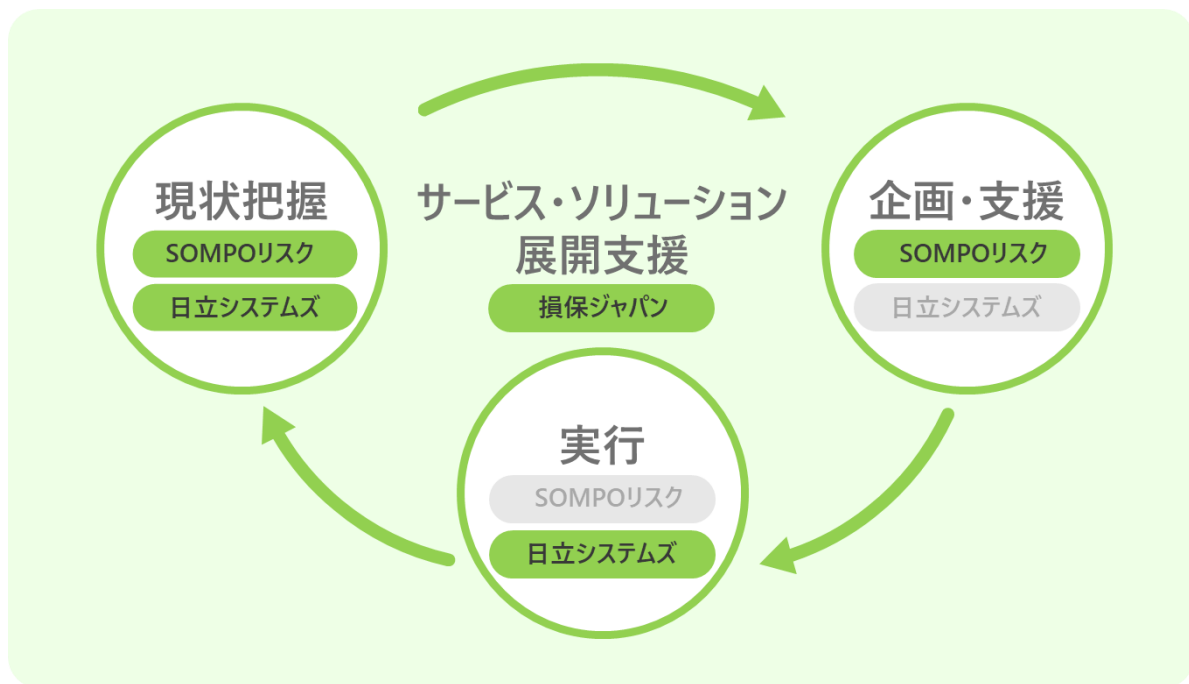 現状把握
SOMPOリスク
日立システムズ
サービス・ソリューション
展開支援
損保ジャパン
企画・支援
SOMPOリスク
日立システムズ
実行
SOMPOリスク
日立システムズ